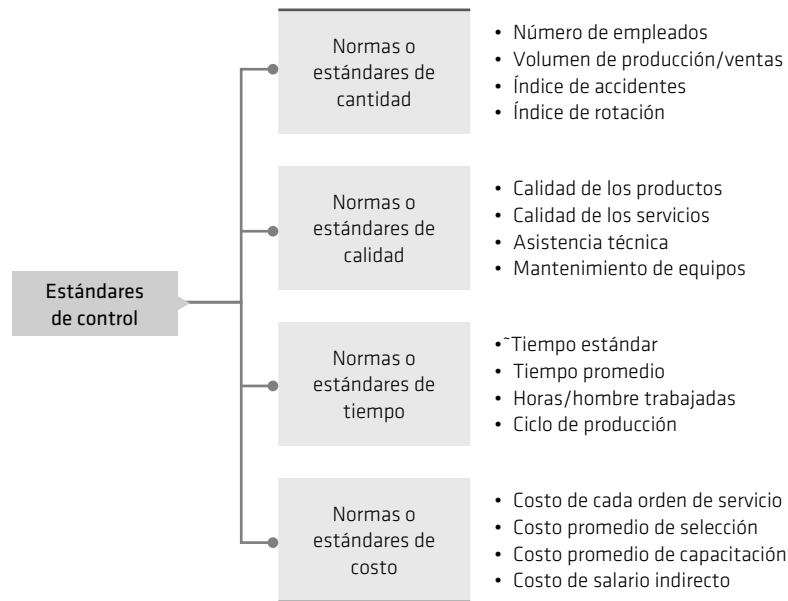 Estándares
de control
Normas o
estándares de
cantidad
• Número de empleados
• Volumen de producción/ventas
• Índice de accidentes
• Índice de rotación
Normas o
estándares de
calidad
• Calidad de los productos
• Calidad de los servicios
• Asistencia técnica
• Mantenimiento de equipos
Normas o
estándares de
tiempo
•˜Tiempo estándar
• Tiempo promedio
• Horas/hombre trabajadas
• Ciclo de producción
Normas o
estándares de
costo
• Costo de cada orden de servicio
• Costo promedio de selección
• Costo promedio de capacitación
• Costo de salario indirecto